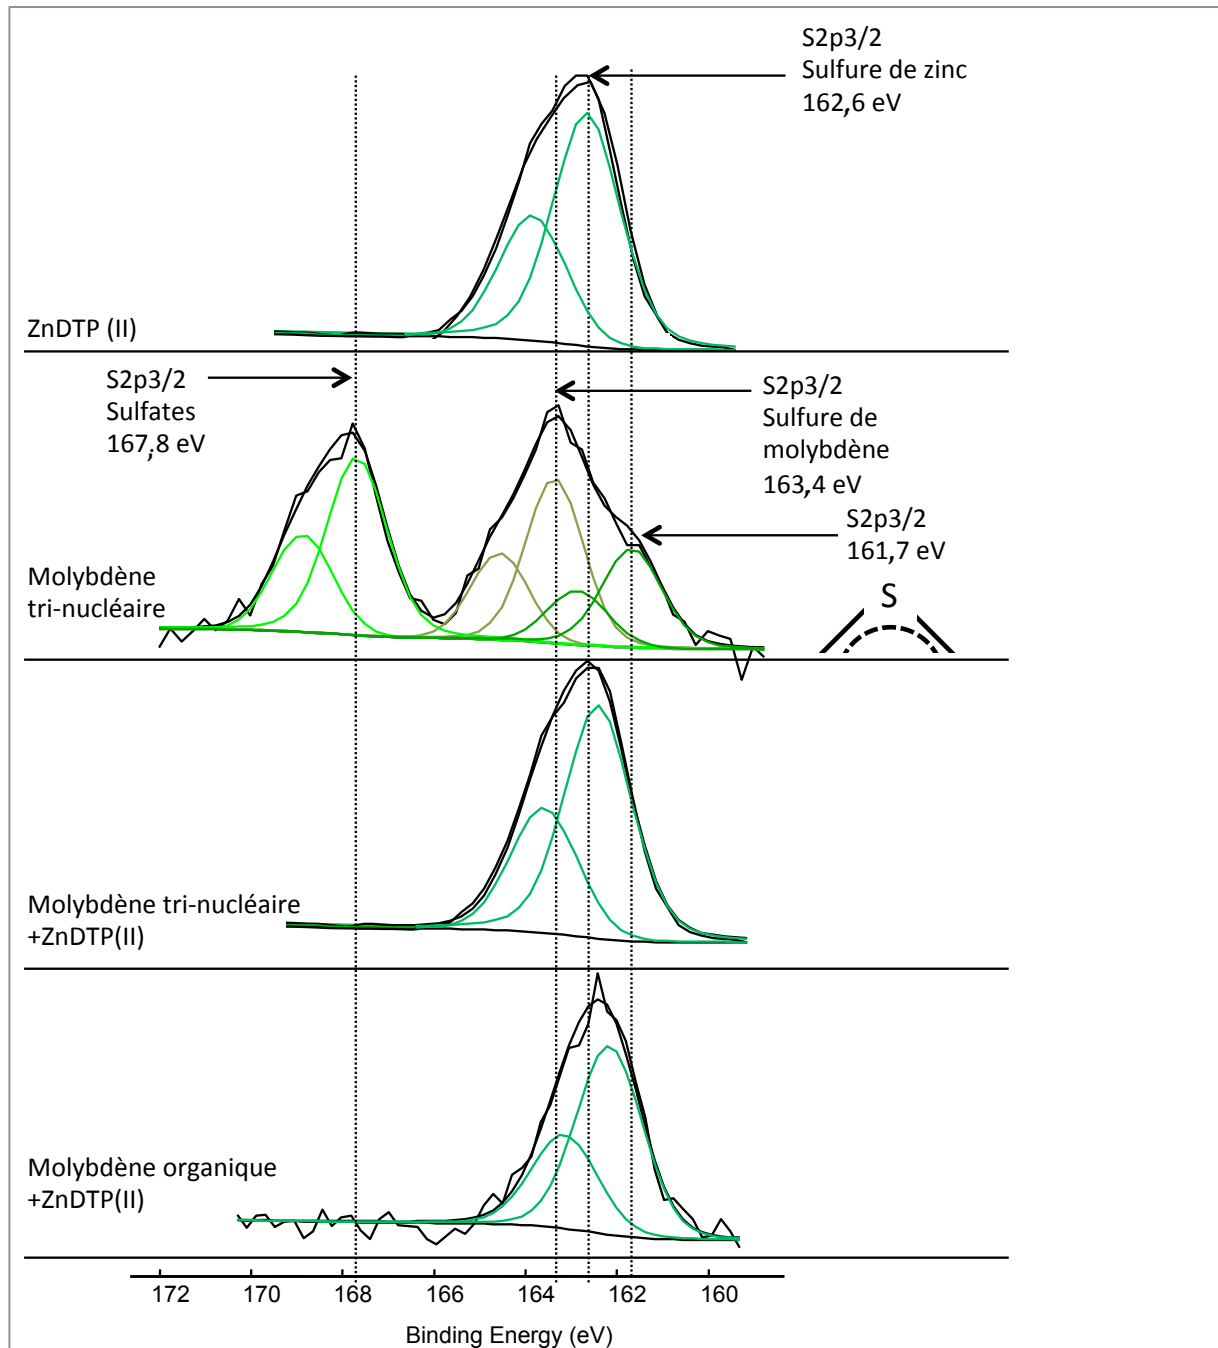 S2p3/2
Sulfure de zinc
162,6 eV
ZnDTP (II)
S2p3/2
Sulfates
167,8 eV
S2p3/2
Sulfure de
molybdène
163,4 eV
S2p3/2
161,7 eV
S
Molybdène
tri-nucléaire
Molybdène tri-nucléaire
+ZnDTP(II)
Molybdène organique
+ZnDTP(II)
172 170 168 166 164 162 160
Binding Energy (eV)